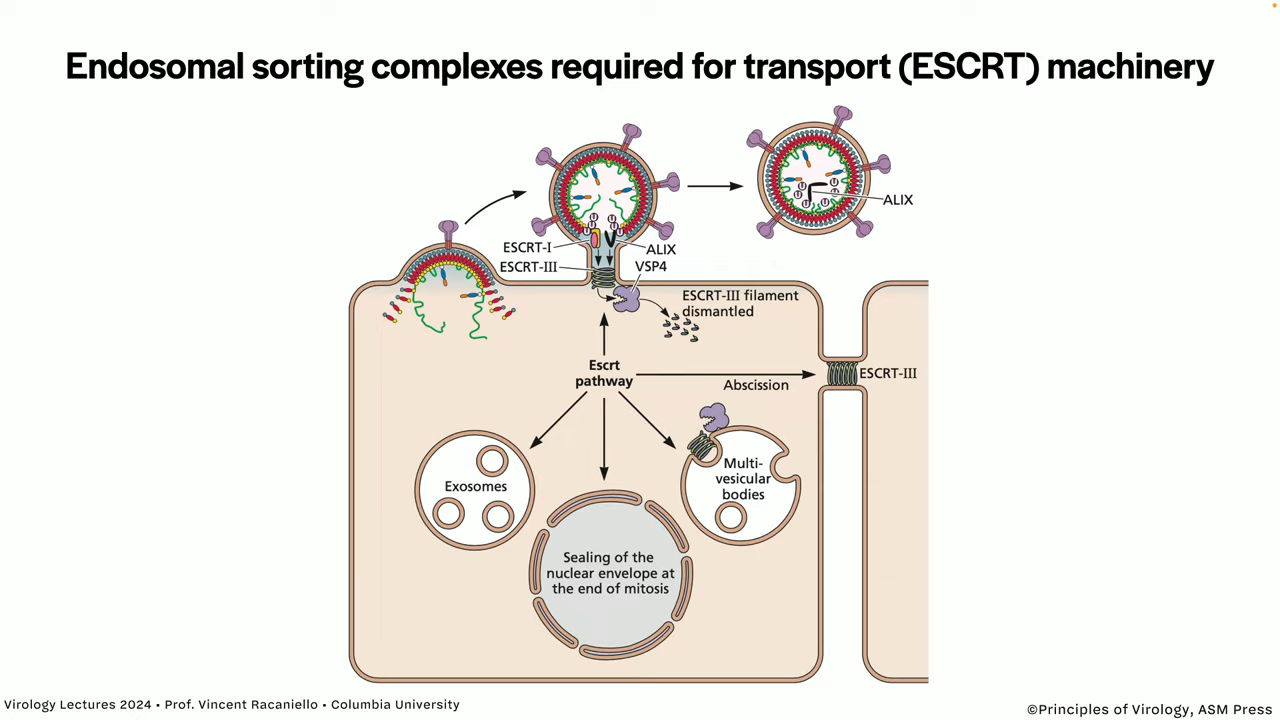 Endosomal sorting complexes required for transport (ESCRT) machinery
ALIX
ESCRT-I
ALIX
ESCRT-III
VSP4
ESCRT-III filament
dismantled
Escrt
pathway
Abscission
ESCRT-III
Exosomes
Multi-
vesicular
bodies
Sealing of the
nuclear envelope at
the end of mitosis
Virology Lectures 2024 • Prof. Vincent Racaniello • Columbia University
©Principles of Virology, ASM Press